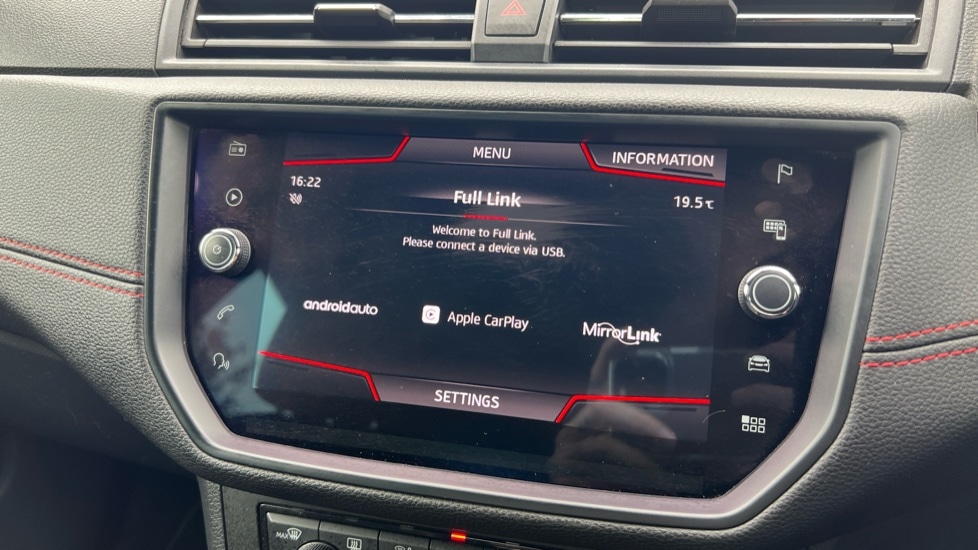 MENU
INFORMATION
16:22
Full Link
19.5℃
Welcome to Full Link.
Please connect a device via USB.
androidauto
Apple CarPlay
MirrorLink
SETTINGS
MAX